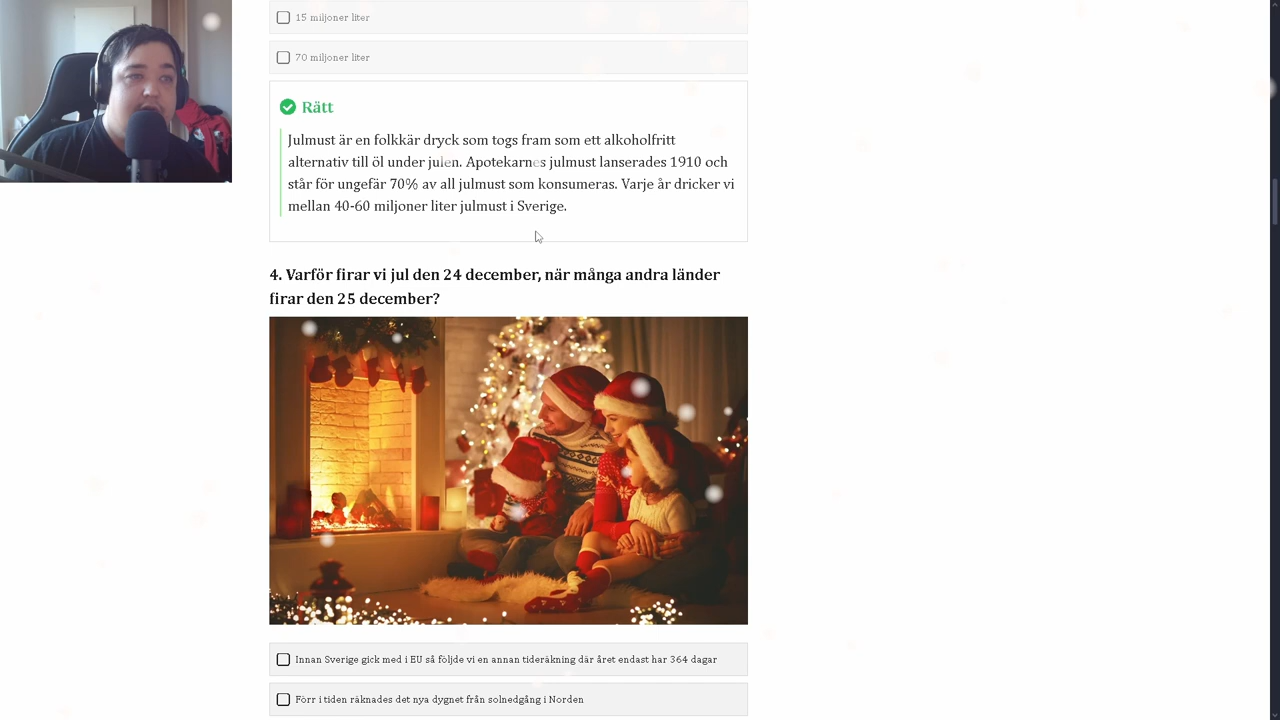 15 miljoner liter
70 miljoner liter
Rätt
Julmust är en folkkär dryck som togs fram som ett alkoholfritt
alternativ till öl under julen. Apotekarnes julmust lanserades 1910 och
står för ungefär 70% av all julmust som konsumeras. Varje år dricker vi
mellan 40-60 miljoner liter julmust i Sverige.
4. Varför firar vi jul den 24 december, när många andra länder
firar den 25 december?
Innan Sverige gick med i EU så följde vi en annan tideräkning där året endast har 364 dagar
Förr i tiden räknades det nya dygnet från solnedgång i Norden